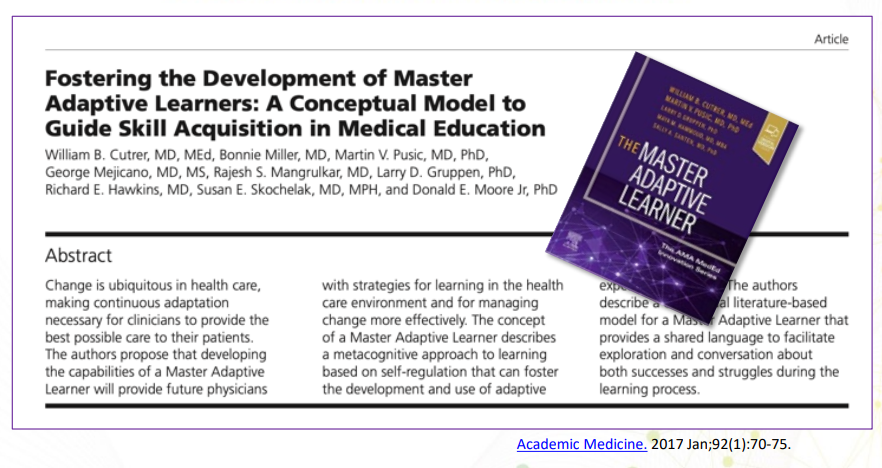 Article
Fostering the Development of Master
Adaptive Learners: A Conceptual Model to
Guide Skill Acquisition in Medical Education
William B. Cutrer, MD, MEd, Bonnie Miller, MD, Martin V. Pusic, MD, PhD,
George Mejicano, MD, MS, Rajesh S. Mangrulkar, MD, Larry D. Gruppen, PhD,
Richard E. Hawkins, MD, Susan E. Skochelak, MD, MPH, and Donald E. Moore Jr, PhD
WILLIAM B. CUTRER, MD, MEd
MARTIN V. PUSIC, MD, PhD
LARRY D. GRUPPEN, PhD
MAYA M. HAMMOUD, MD, MBA
SALLY A. SANTEN, MD, PhD
THE MASTER
ADAPTIVE
LEARNER
The AMA MedEd
Innovation Series
Abstract
Change is ubiquitous in health care,
making continuous adaptation
necessary for clinicians to provide the
best possible care to their patients.
The authors propose that developing
the capabilities of a Master Adaptive
Learner will provide future physicians
with strategies for learning in the health
care environment and for managing
change more effectively. The concept
of a Master Adaptive Learner describes
a metacognitive approach to learning
based on self-regulation that can foster
the development and use of adaptive
The authors
describe a al literature-based
model for a Master Adaptive Learner that
provides a shared language to facilitate
exploration and conversation about
both successes and struggles during the
learning process.
Academic Medicine. 2017 Jan;92(1):70-75.